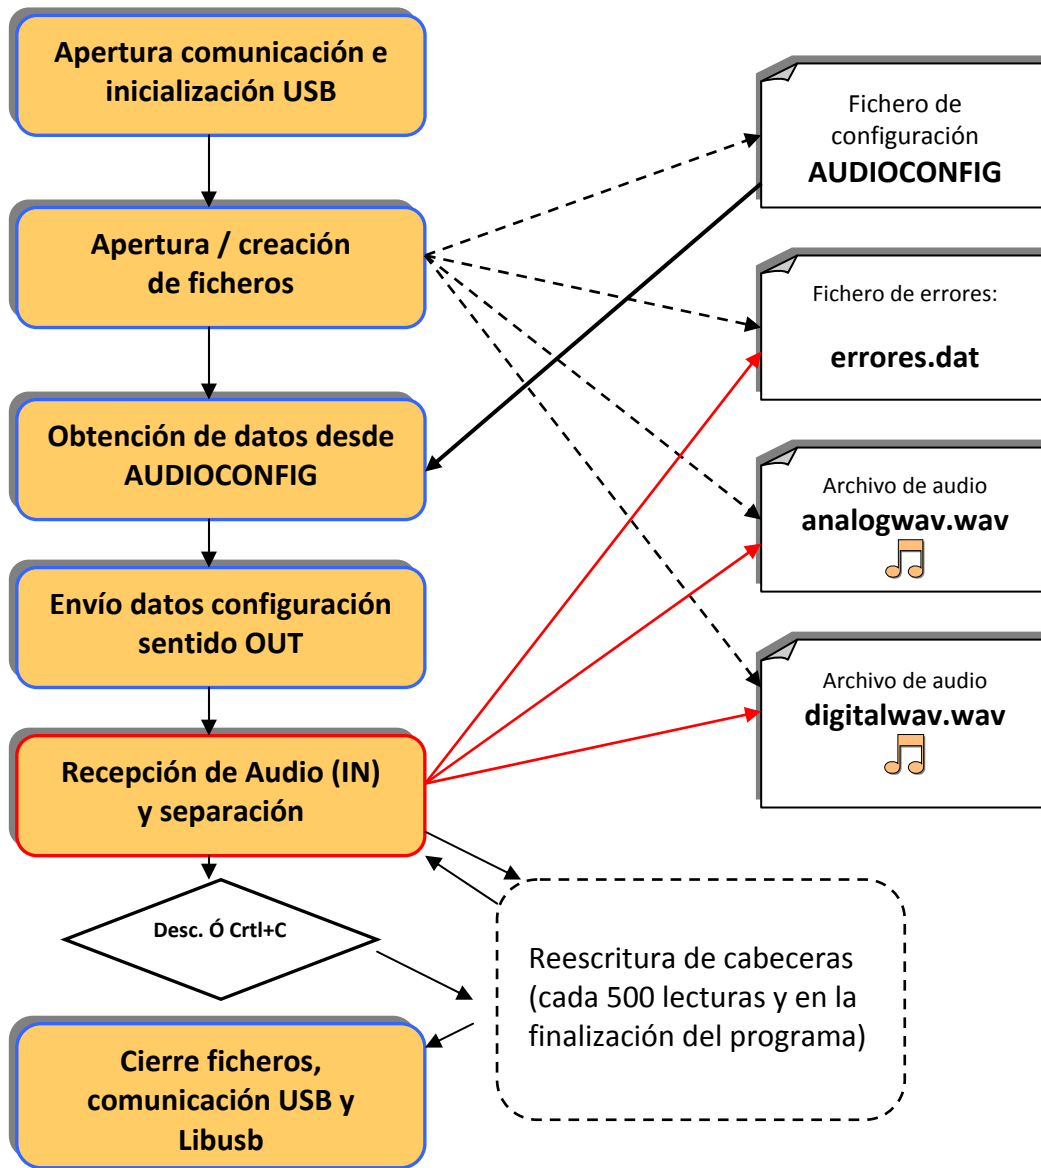 Apertura comunicación e
inicialización USB
Apertura / creación
de ficheros
Obtención de datos desde
AUDIOCONFIG
Envío datos configuración
sentido OUT
Recepción de Audio (IN)
y separación
Desc. Ó Crtl+C
Cierre ficheros,
comunicación USB y
Libusb
Fichero de
configuración
AUDIOCONFIG
Fichero de errores:
errores.dat
Archivo de audio
analogwav.wav
Archivo de audio
digitalwav.wav
Reescritura de cabeceras
(cada 500 lecturas y en la
finalización del programa)